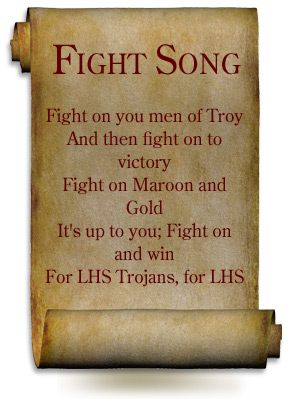 FIGHT SONG
Fight on you men of Troy
And then fight on to
victory
Fight on Maroon and
Gold
It's up to you; Fight on
and win
For LHS Trojans, for LHS